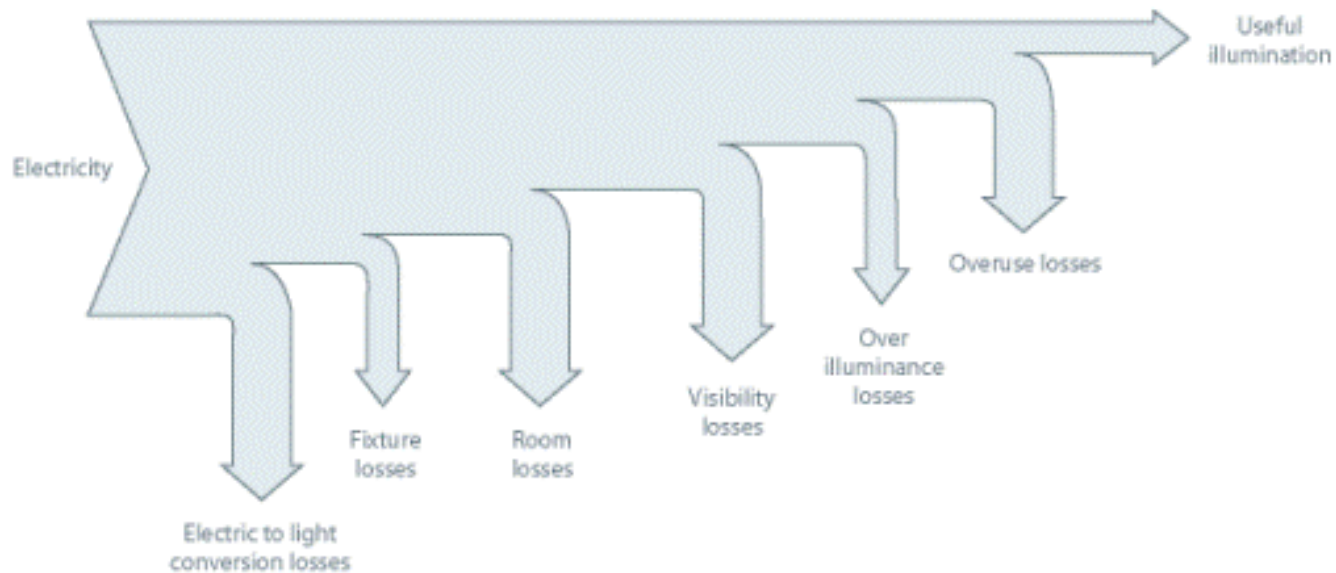 Useful
illumination
Electricity
Overuse losses
Over
illuminance
losses
Visibility
losses
Fixture
losses
Room
losses
Electric to light
conversion losses